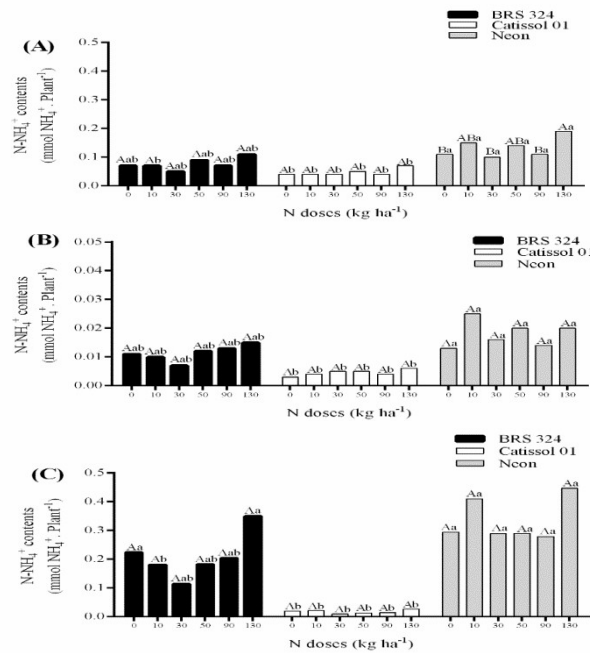 BRS 324
Catissol 01
Neon
(A)
N-NH₄⁺ contents
(mmol NH₄⁺. Plant⁻¹)
0.5
0.4
0.3
0.2
0.1
0.0
Aab Ab Aab Aab Aab Aab
Ab Ab Ab Ab Ab Ab
Ba ABa Ba ABa Ba Aa
0 10 30 50 90 130 0 10 30 50 90 130 0 10 30 50 90 130
N doses (kg ha⁻¹)
BRS 324
Catissol 01
Neon
(B)
N-NH₄⁺ contents
(mmol NH₄⁺. Plant⁻¹)
0.05
0.04
0.03
0.02
0.01
0.00
Aab Aab Aab Aab Aab Aab
Ab Ab Ab Ab Ab Ab
Aa Aa Aa Aa Aa Aa
0 10 30 50 90 130 0 10 30 50 90 130 0 10 30 50 90 130
N doses (kg ha⁻¹)
BRS 324
Catissol 01
Neon
(C)
N-NH₄⁺ contents
(mmol NH₄⁺. Plant⁻¹)
0.5
0.4
0.3
0.2
0.1
0.0
Aa Ab Aab Aab Aab Aa
Ab Ab Ab Ab Ab Ab
Aa Aa Aa Aa Aa Aa
0 10 30 50 90 130 0 10 30 50 90 130 0 10 30 50 90 130
N doses (kg ha⁻¹)